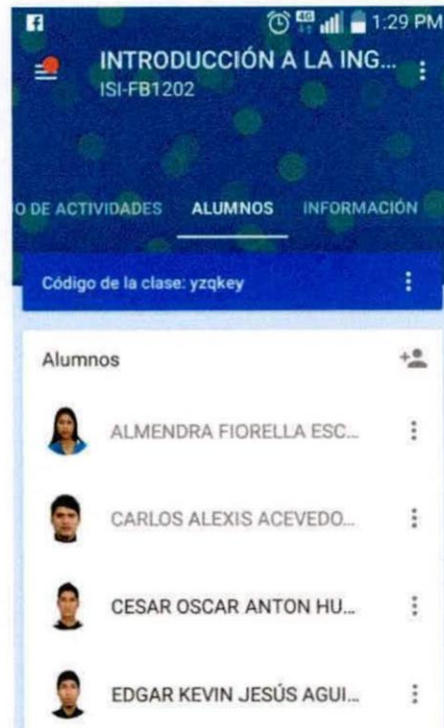 1:29 PM
INTRODUCCIÓN A LA ING...
ISI-FB1202
O DE ACTIVIDADES ALUMNOS INFORMACIÓN
Código de la clase: yzqkey
Alumnos
ALMENDRA FIORELLA ESC...
CARLOS ALEXIS ACEVEDO...
CESAR OSCAR ANTON HU...
EDGAR KEVIN JESÚS AGUI...